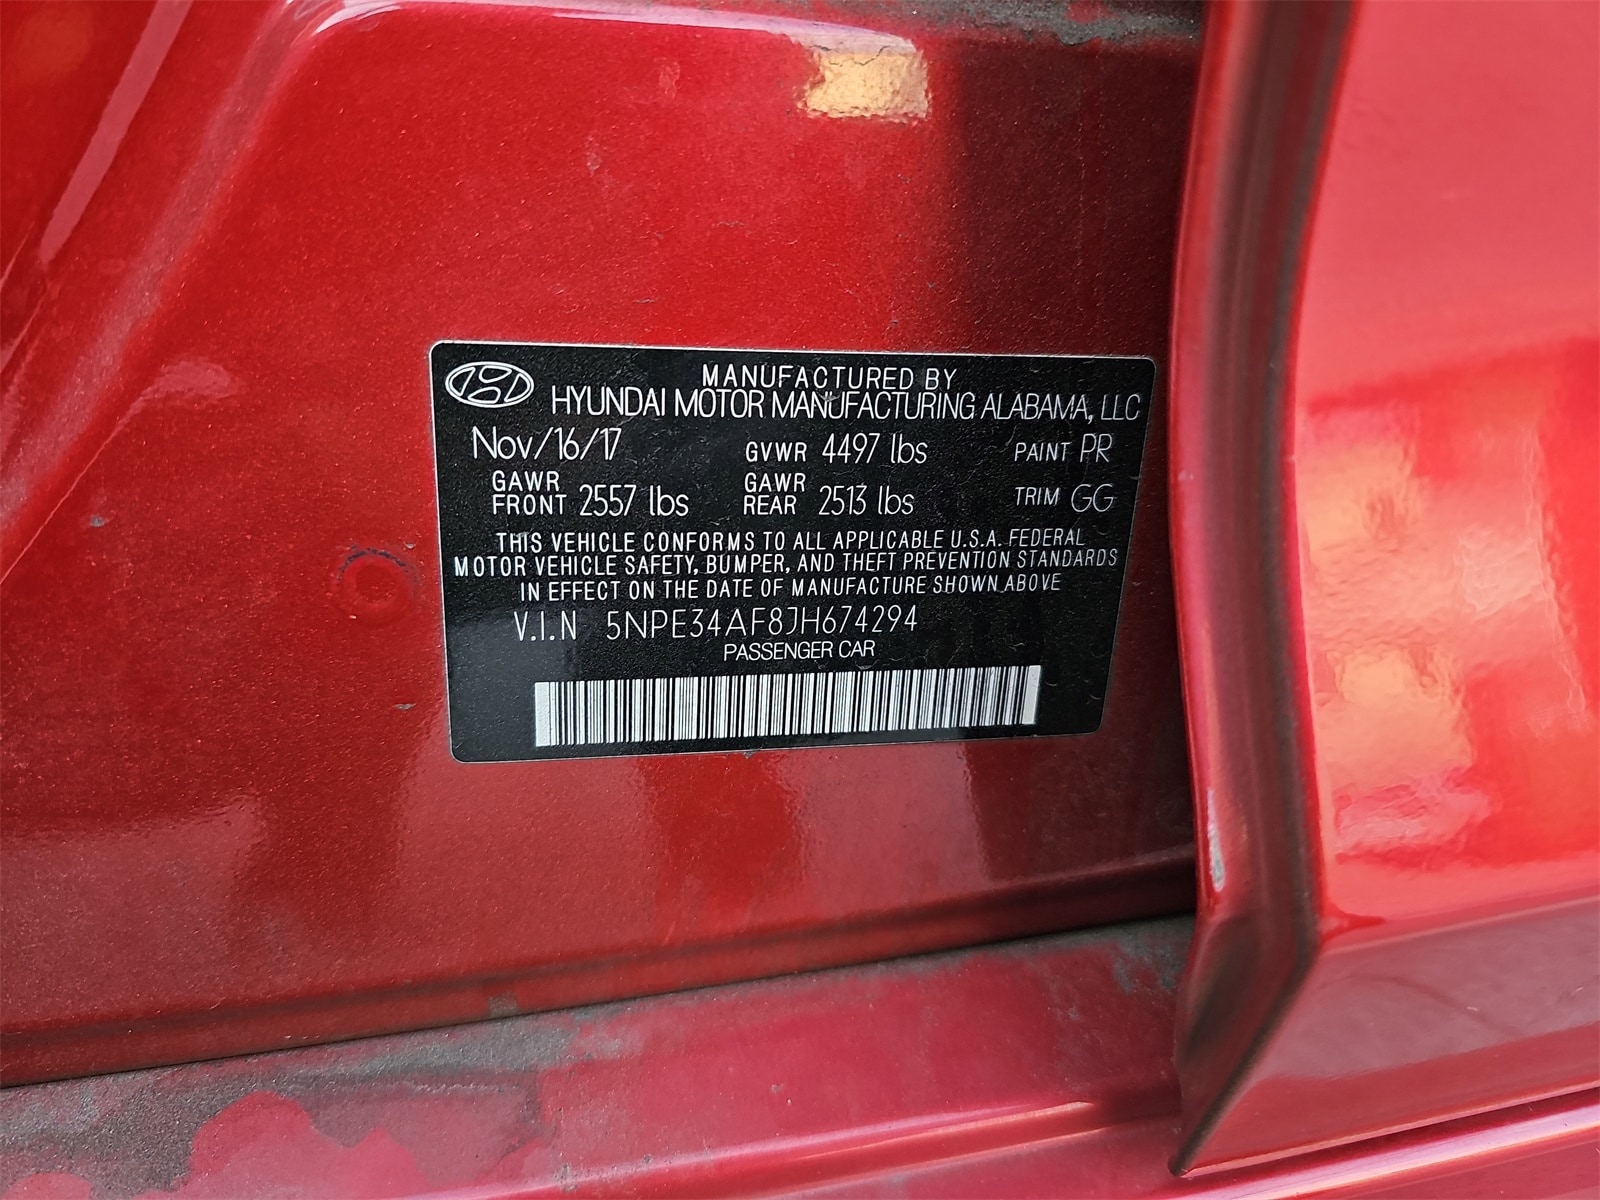 MANUFACTURED BY
HYUNDAI MOTOR MANUFACTURING ALABAMA, LLC
Nov/16/17 GVWR 4497 lbs PAINT PR
GAWR FRONT 2557 lbs GAWR REAR 2513 lbs TRIM GG
THIS VEHICLE CONFORMS TO ALL APPLICABLE U.S.A. FEDERAL
MOTOR VEHICLE SAFETY, BUMPER, AND THEFT PREVENTION STANDARDS
IN EFFECT ON THE DATE OF MANUFACTURE SHOWN ABOVE
V.I.N 5NPE34AF8JH674294
PASSENGER CAR